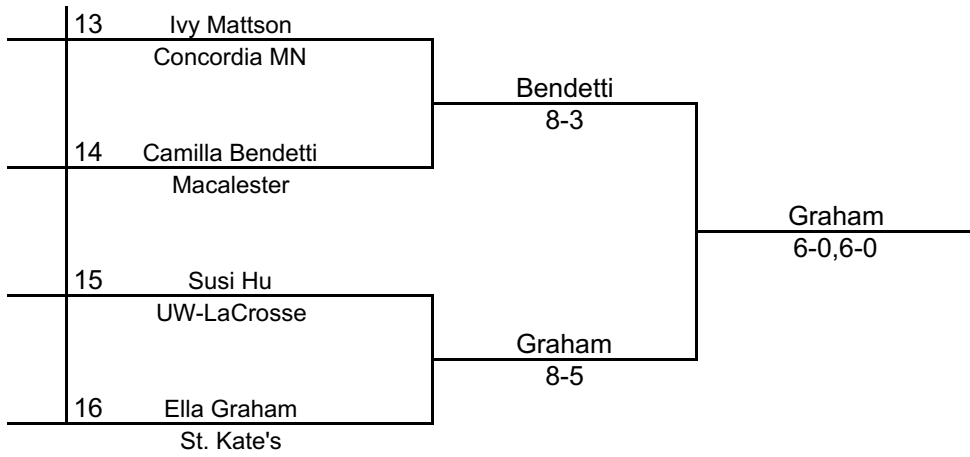 13 Ivy Mattson
Concordia MN
Bendetti
8-3
14 Camilla Bendetti
Macalester
Graham
6-0,6-0
15 Susi Hu
UW-LaCrosse
Graham
8-5
16 Ella Graham
St. Kate's